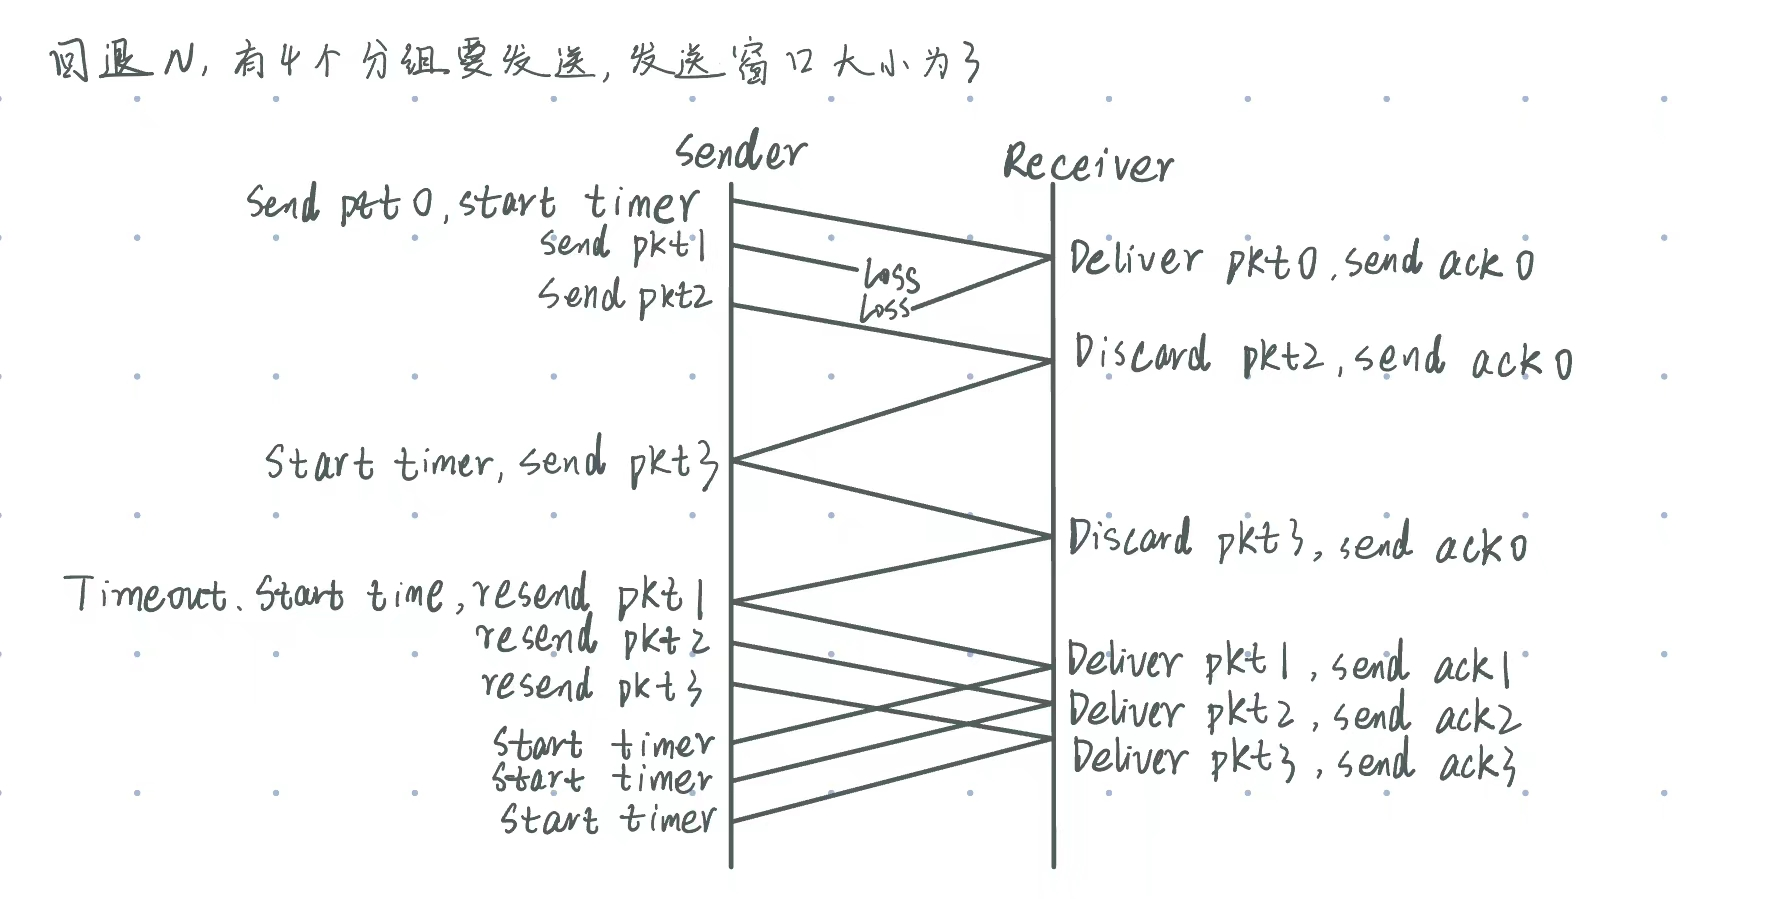 回退N, 有4个分组要发送, 发送窗口大小为3
Sender
Receiver
Send pkt0, start timer
send pkt1
Loss
Deliver pkt0, send ack0
Send pkt2
Loss
Discard pkt2, send ack0
Start timer, send pkt3
Discard pkt3, send ack0
Timeout. Start time, resend pkt1
resend pkt2
Deliver pkt1, send ack1
resend pkt3
Deliver pkt2, send ack2
Start timer
Deliver pkt3, send ack3
Start timer
Start timer